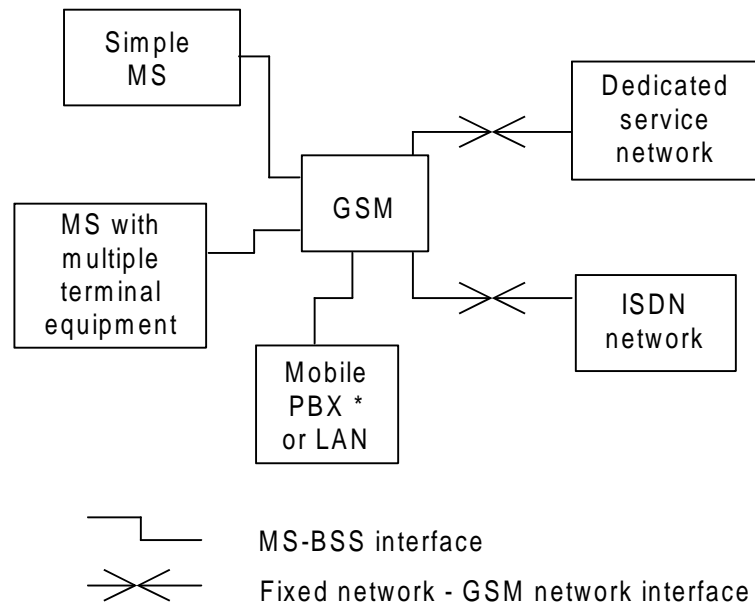 Simple
MS
Dedicated
service
network
GSM
MS with
multiple
terminal
equipment
ISDN
network
Mobile
PBX *
or LAN
MS-BSS interface
Fixed network - GSM network interface